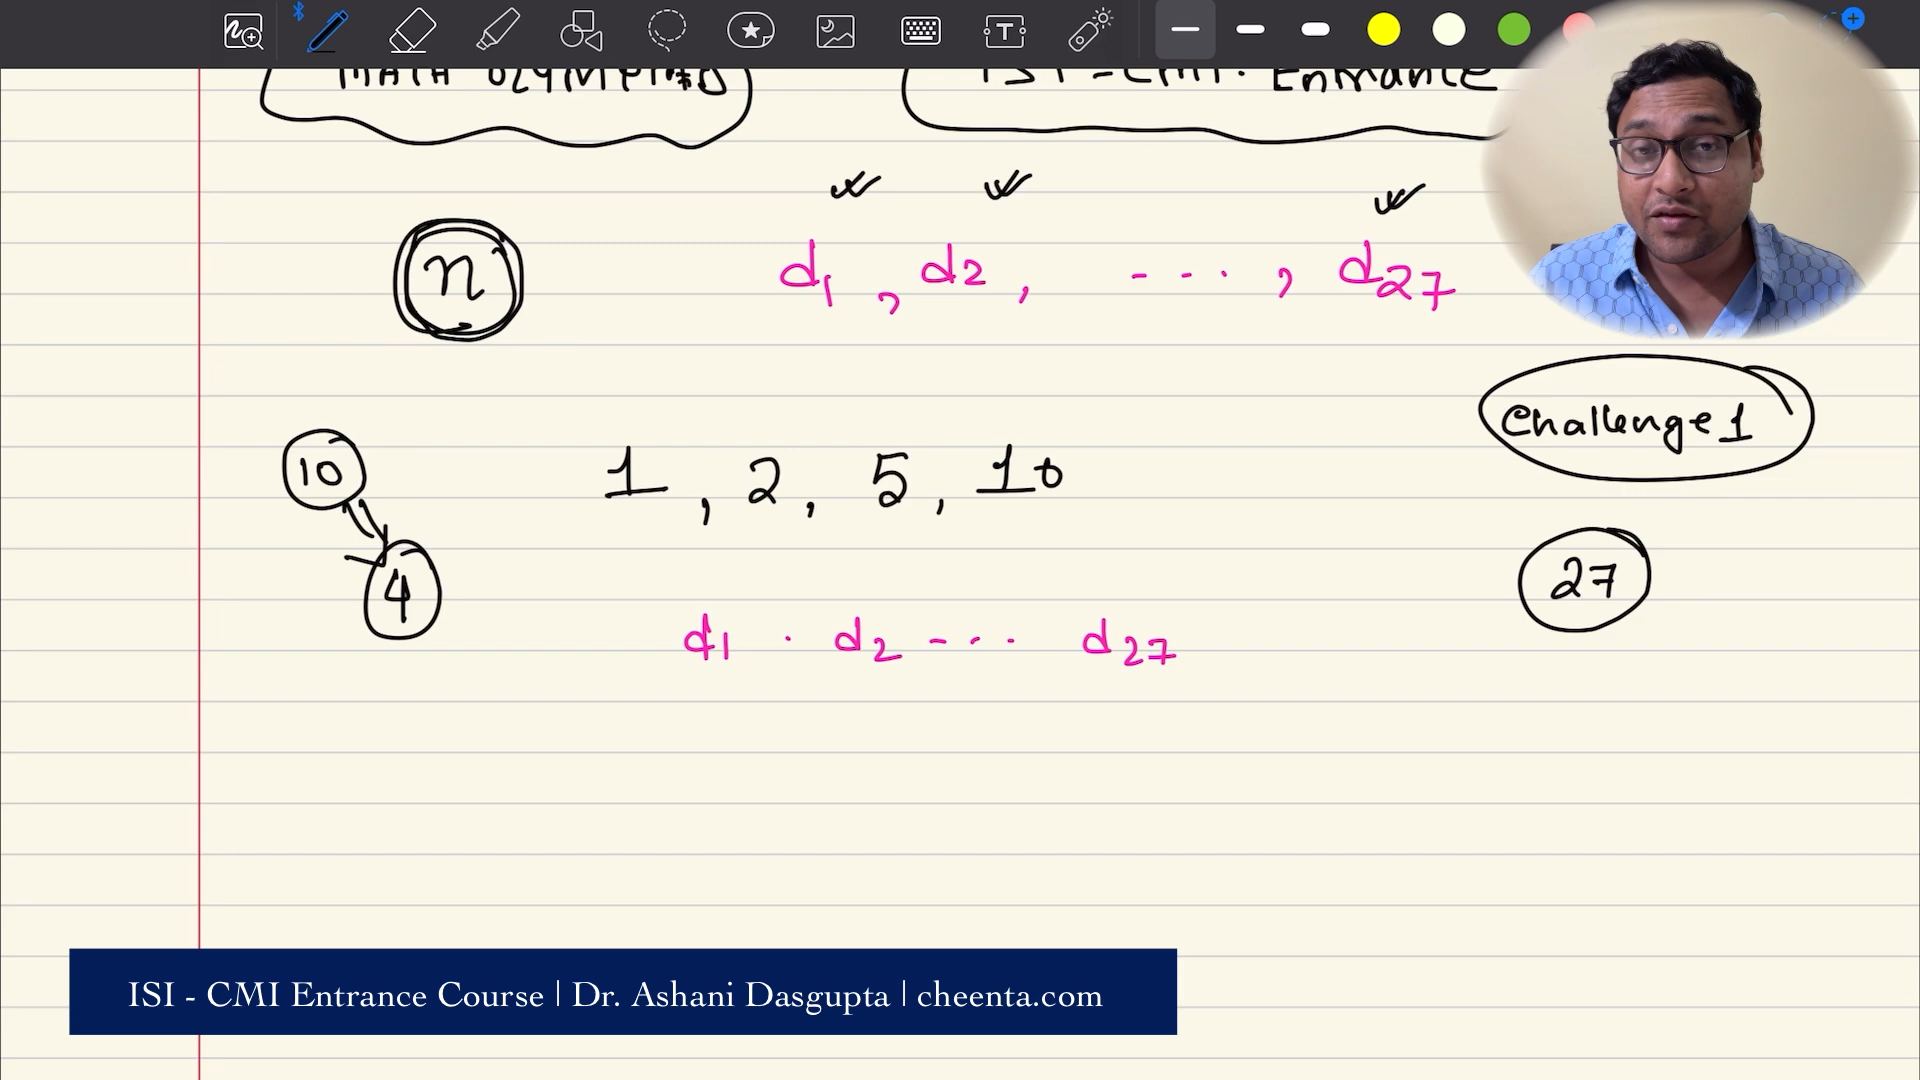 MATH OLYMPIAD
ISI - CMI. Entrance
n
d1 , d2 , - - .. , d27
Challenge 1
10
1 , 2 , 5 , 10
4
27
d1 . d2 - ·· d27
ISI - CMI Entrance Course | Dr. Ashani Dasgupta | cheenta.com